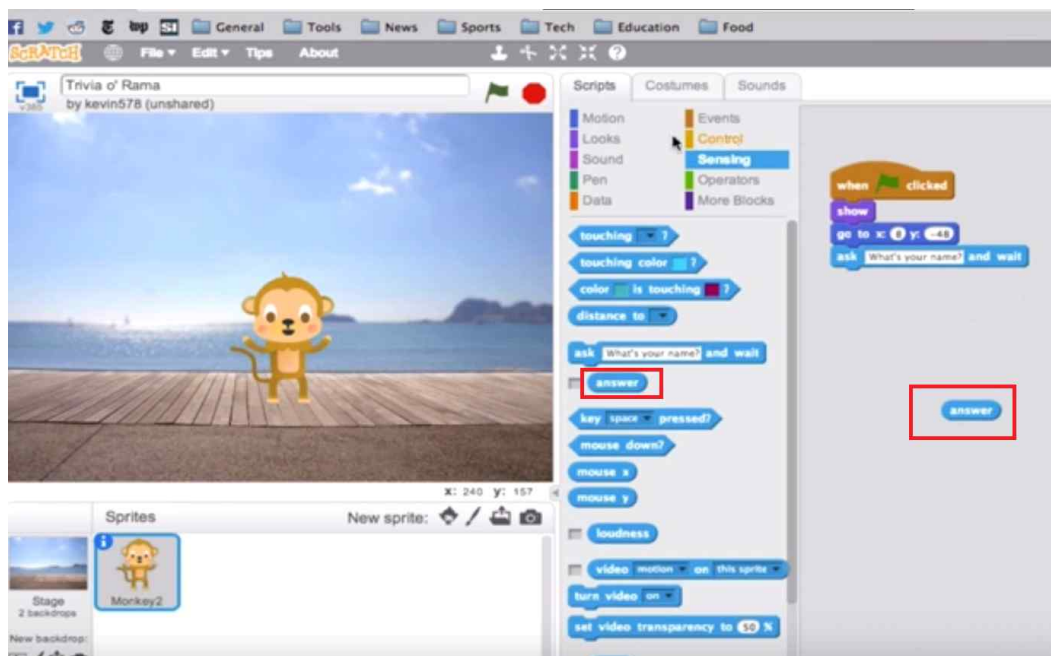 General Tools News Sports Tech Education Food
SCRATCH File Edit Tips About
v385
Trivia o' Rama
by kevin578 (unshared)
x: 240 y: 157
Sprites New sprite:
Stage
2 backdrops
New backdrop:
Monkey2
Scripts Costumes Sounds
Motion Events
Looks Control
Sound Sensing
Pen Operators
Data More Blocks
touching ?
touching color ?
color is touching ?
distance to
ask What's your name? and wait
answer
key space pressed?
mouse down?
mouse x
mouse y
loudness
video motion on this sprite
turn video on
set video transparency to 50 %
when clicked
show
go to x: 8 y: -48
ask What's your name? and wait
answer